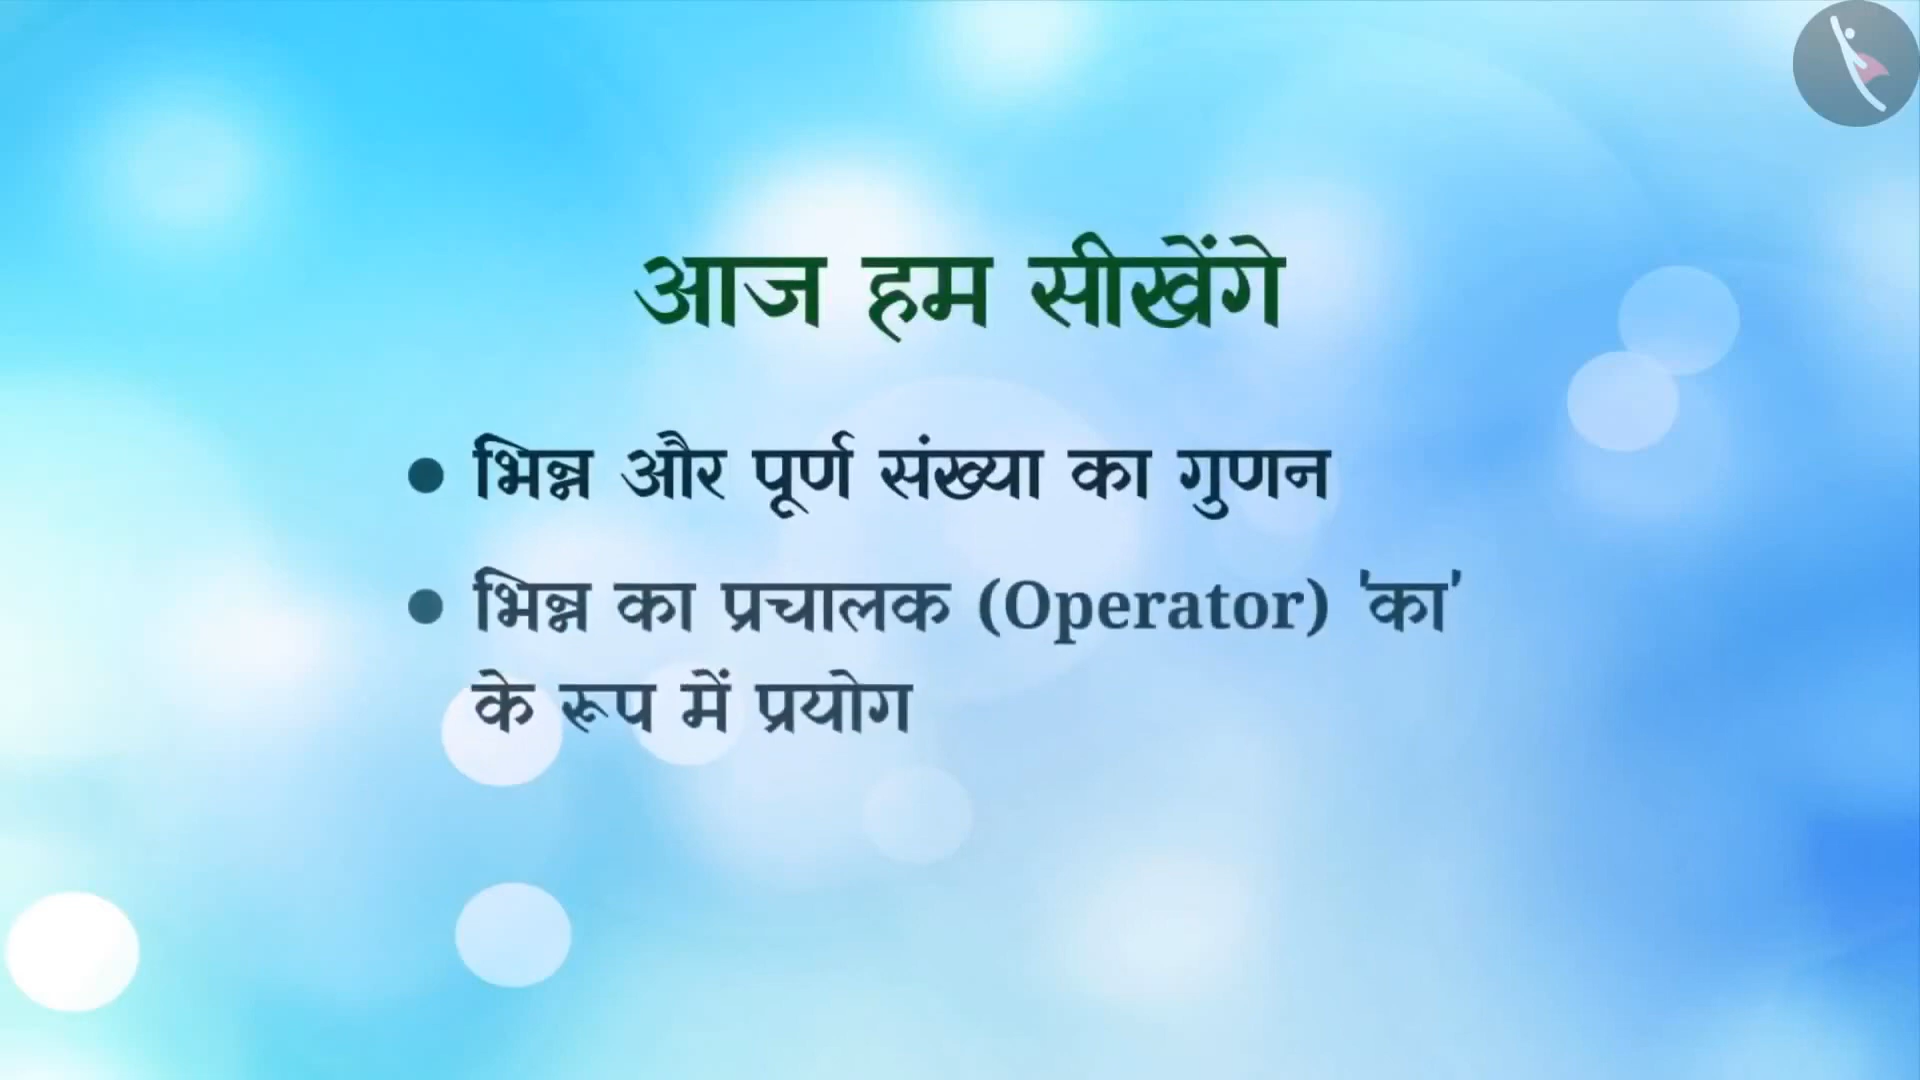 आज हम सीखेंगे
• भिन्न और पूर्ण संख्या का गुणन
• भिन्न का प्रचालक (Operator) 'का'
के रूप में प्रयोग